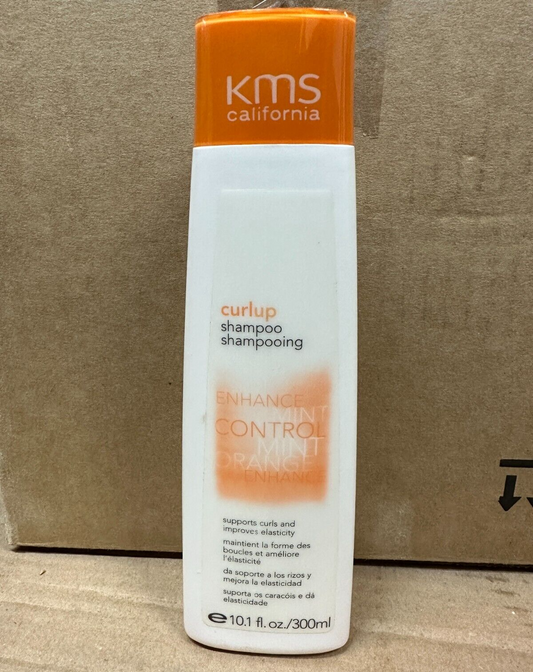 kms
california
curlup
shampoo
shampooing
ENHANCE
MINT
CONTROL
MINT
ORANGE
ENHANC
supports curls and
improves elasticity
maintient la forme des
boucles et améliore
l'élasticité
da soporte a los rizos y
mejora la elasticidad
suporta os caracóis e dá
elasticidade
e 10.1 fl. oz./300ml